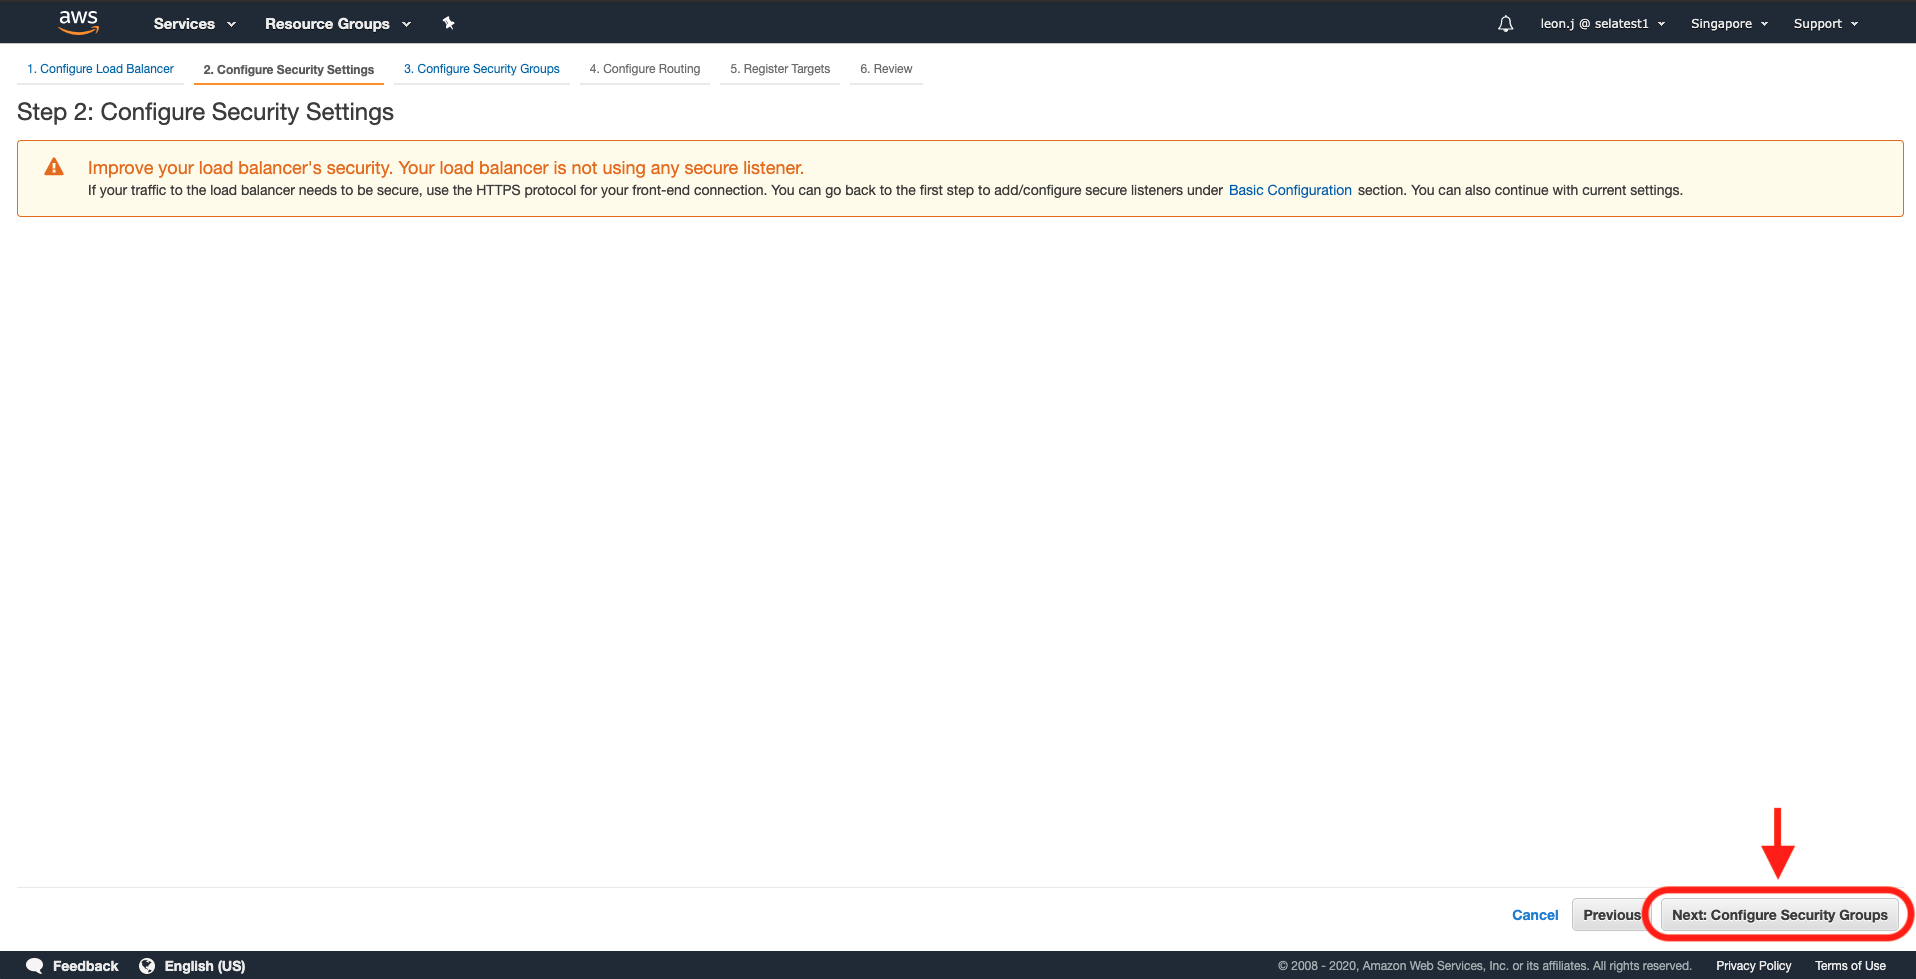 aws Services Resource Groups leon.j @ selatest1 Singapore Support
1. Configure Load Balancer 2. Configure Security Settings 3. Configure Security Groups 4. Configure Routing 5. Register Targets 6. Review
Step 2: Configure Security Settings
Improve your load balancer's security. Your load balancer is not using any secure listener.
If your traffic to the load balancer needs to be secure, use the HTTPS protocol for your front-end connection. You can go back to the first step to add/configure secure listeners under Basic Configuration section. You can also continue with current settings.
Cancel Previous Next: Configure Security Groups
Feedback English (US) © 2008 - 2020, Amazon Web Services, Inc. or its affiliates. All rights reserved. Privacy Policy Terms of Use